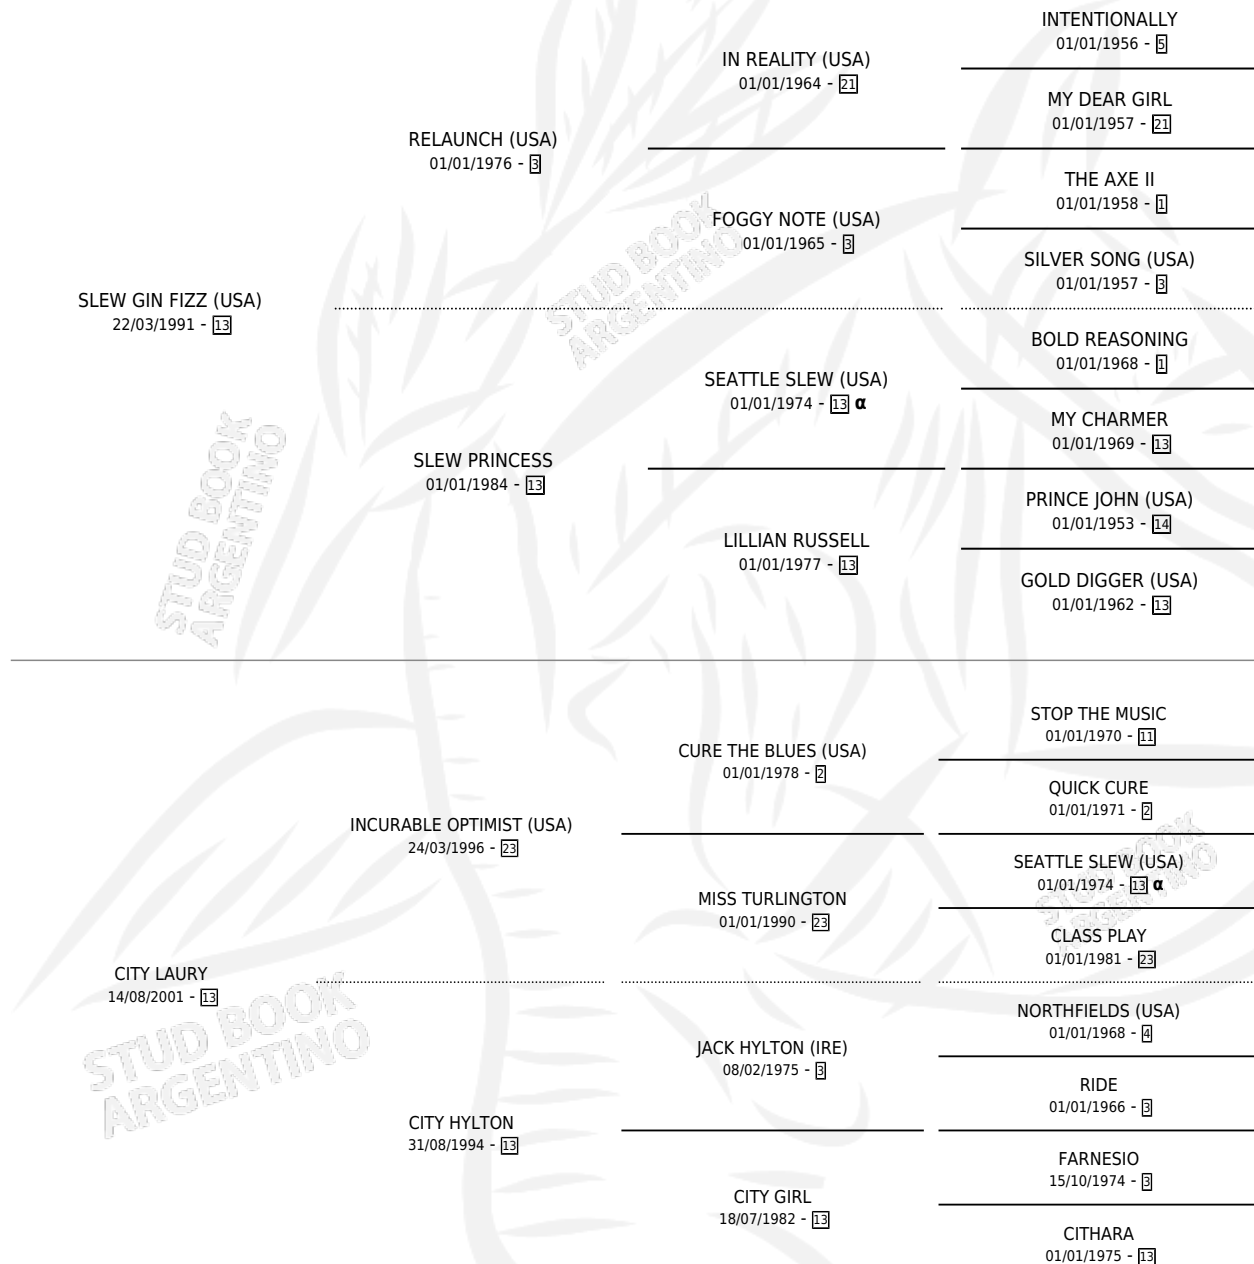 INTENTIONALLY
01/01/1956 - 5
IN REALITY (USA)
01/01/1964 - 21
MY DEAR GIRL
01/01/1957 - 21
RELAUNCH (USA)
01/01/1976 - 3
THE AXE II
01/01/1958 - 1
FOGGY NOTE (USA)
01/01/1965 - 3
SILVER SONG (USA)
01/01/1957 - 3
SLEW GIN FIZZ (USA)
22/03/1991 - 13
BOLD REASONING
01/01/1968 - 1
SEATTLE SLEW (USA)
01/01/1974 - 13 α
MY CHARMER
01/01/1969 - 13
SLEW PRINCESS
01/01/1984 - 13
PRINCE JOHN (USA)
01/01/1953 - 14
LILLIAN RUSSELL
01/01/1977 - 13
GOLD DIGGER (USA)
01/01/1962 - 13
STOP THE MUSIC
01/01/1970 - 11
CURE THE BLUES (USA)
01/01/1978 - 2
QUICK CURE
01/01/1971 - 2
INCURABLE OPTIMIST (USA)
24/03/1996 - 23
SEATTLE SLEW (USA)
01/01/1974 - 13 α
MISS TURLINGTON
01/01/1990 - 23
CLASS PLAY
01/01/1981 - 23
CITY LAURY
14/08/2001 - 13
NORTHFIELDS (USA)
01/01/1968 - 4
JACK HYLTON (IRE)
08/02/1975 - 3
RIDE
01/01/1966 - 3
CITY HYLTON
31/08/1994 - 13
FARNESIO
15/10/1974 - 3
CITY GIRL
18/07/1982 - 13
CITHARA
01/01/1975 - 13
STUD BOOK
ARGENTINO
STUD BOOK
ARGENTINO
STUD BOOK
ARGENTINO
STUD BOOK
ARGENTINO